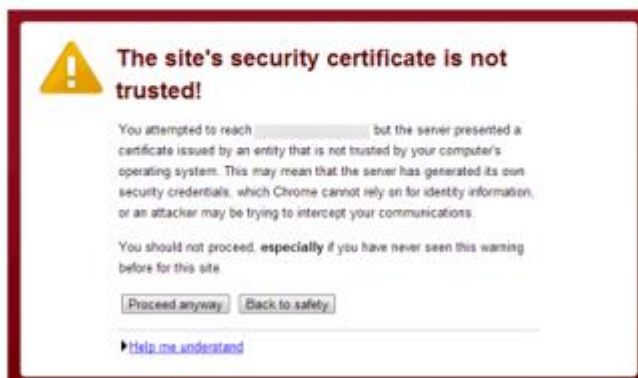 The site's security certificate is not
trusted!
You attempted to reach but the server presented a
certificate issued by an entity that is not trusted by your computer's
operating system. This may mean that the server has generated its own
security credentials, which Chrome cannot rely on for identity information,
or an attacker may be trying to intercept your communications.
You should not proceed, especially if you have never seen this warning
before for this site.
Proceed anyway Back to safety
Help me understand